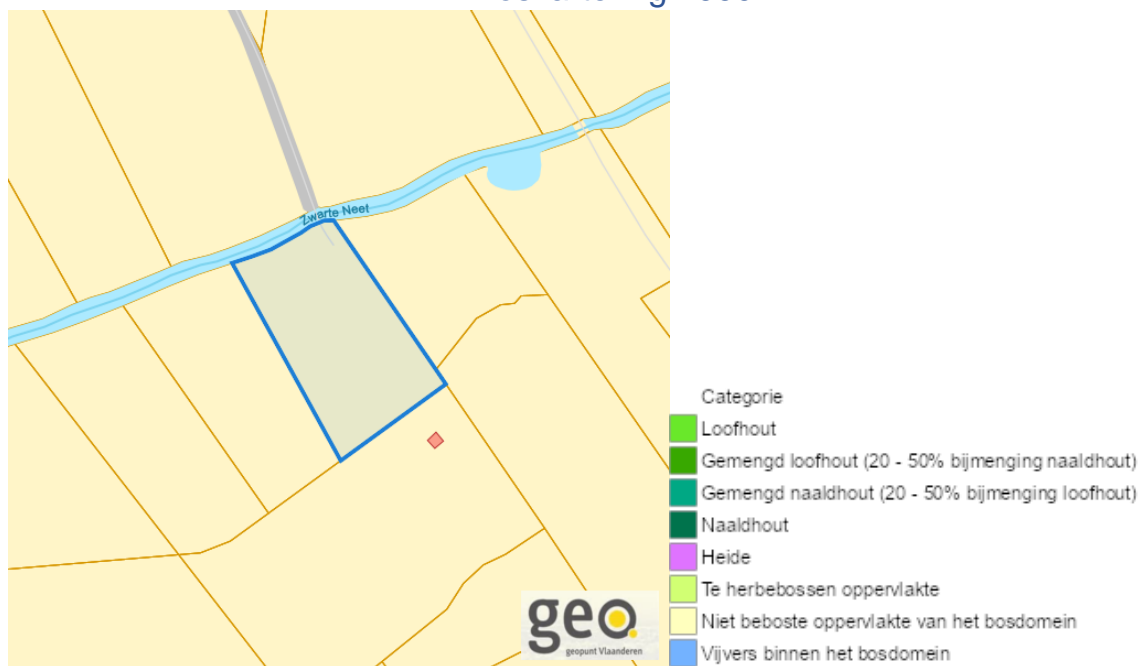 Zwarte Neet
Categorie
Loofhout
Gemengd loofhout (20 - 50% bijmenging naaldhout)
Gemengd naaldhout (20 - 50% bijmenging loofhout)
Naaldhout
Heide
Te herbebossen oppervlakte
Niet beboste oppervlakte van het bosdomein
Vijvers binnen het bosdomein
geo
geopunt Vlaanderen